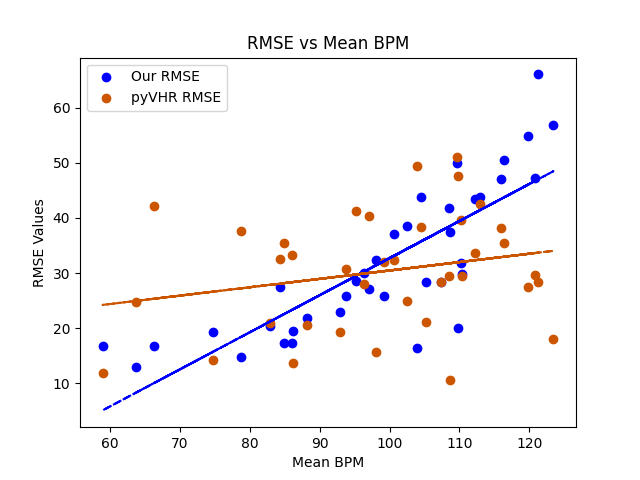 RMSE vs Mean BPM
Our RMSE
pyVHR RMSE
RMSE Values
60
50
40
30
20
10
60 70 80 90 100 110 120
Mean BPM